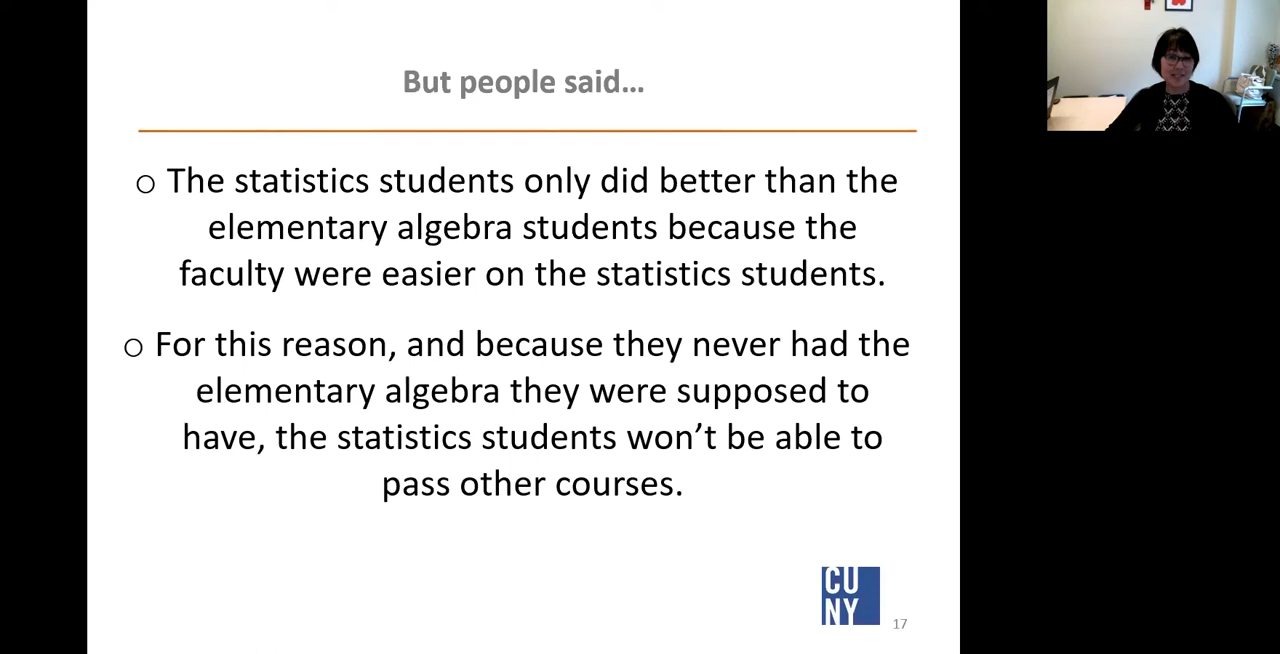 But people said…
○ The statistics students only did better than the
elementary algebra students because the
faculty were easier on the statistics students.
○ For this reason, and because they never had the
elementary algebra they were supposed to
have, the statistics students won’t be able to
pass other courses.
CU
NY
17